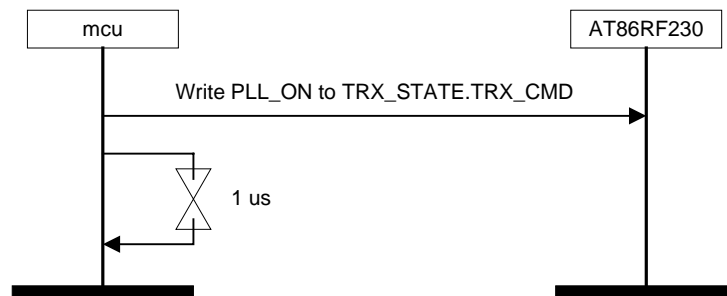 mcu
AT86RF230
Write PLL_ON to TRX_STATE.TRX_CMD
1 us